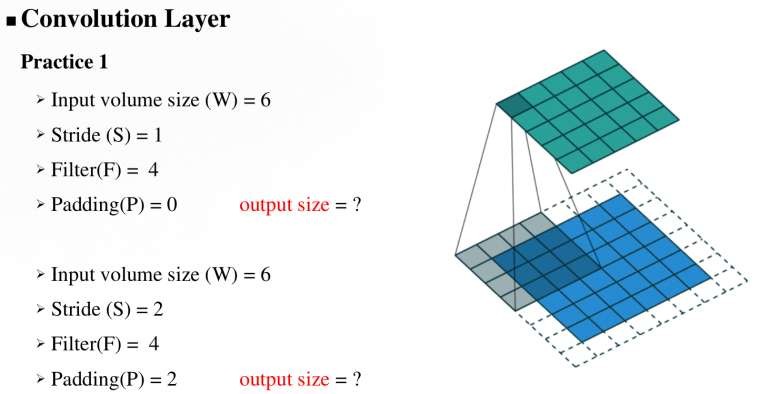 ▪ Convolution Layer
Practice 1
➢ Input volume size (W) = 6
➢ Stride (S) = 1
➢ Filter(F) =  4
➢ Padding(P) = 0 output size = ?
➢ Input volume size (W) = 6
➢ Stride (S) = 2
➢ Filter(F) =  4
➢ Padding(P) = 2 output size = ?